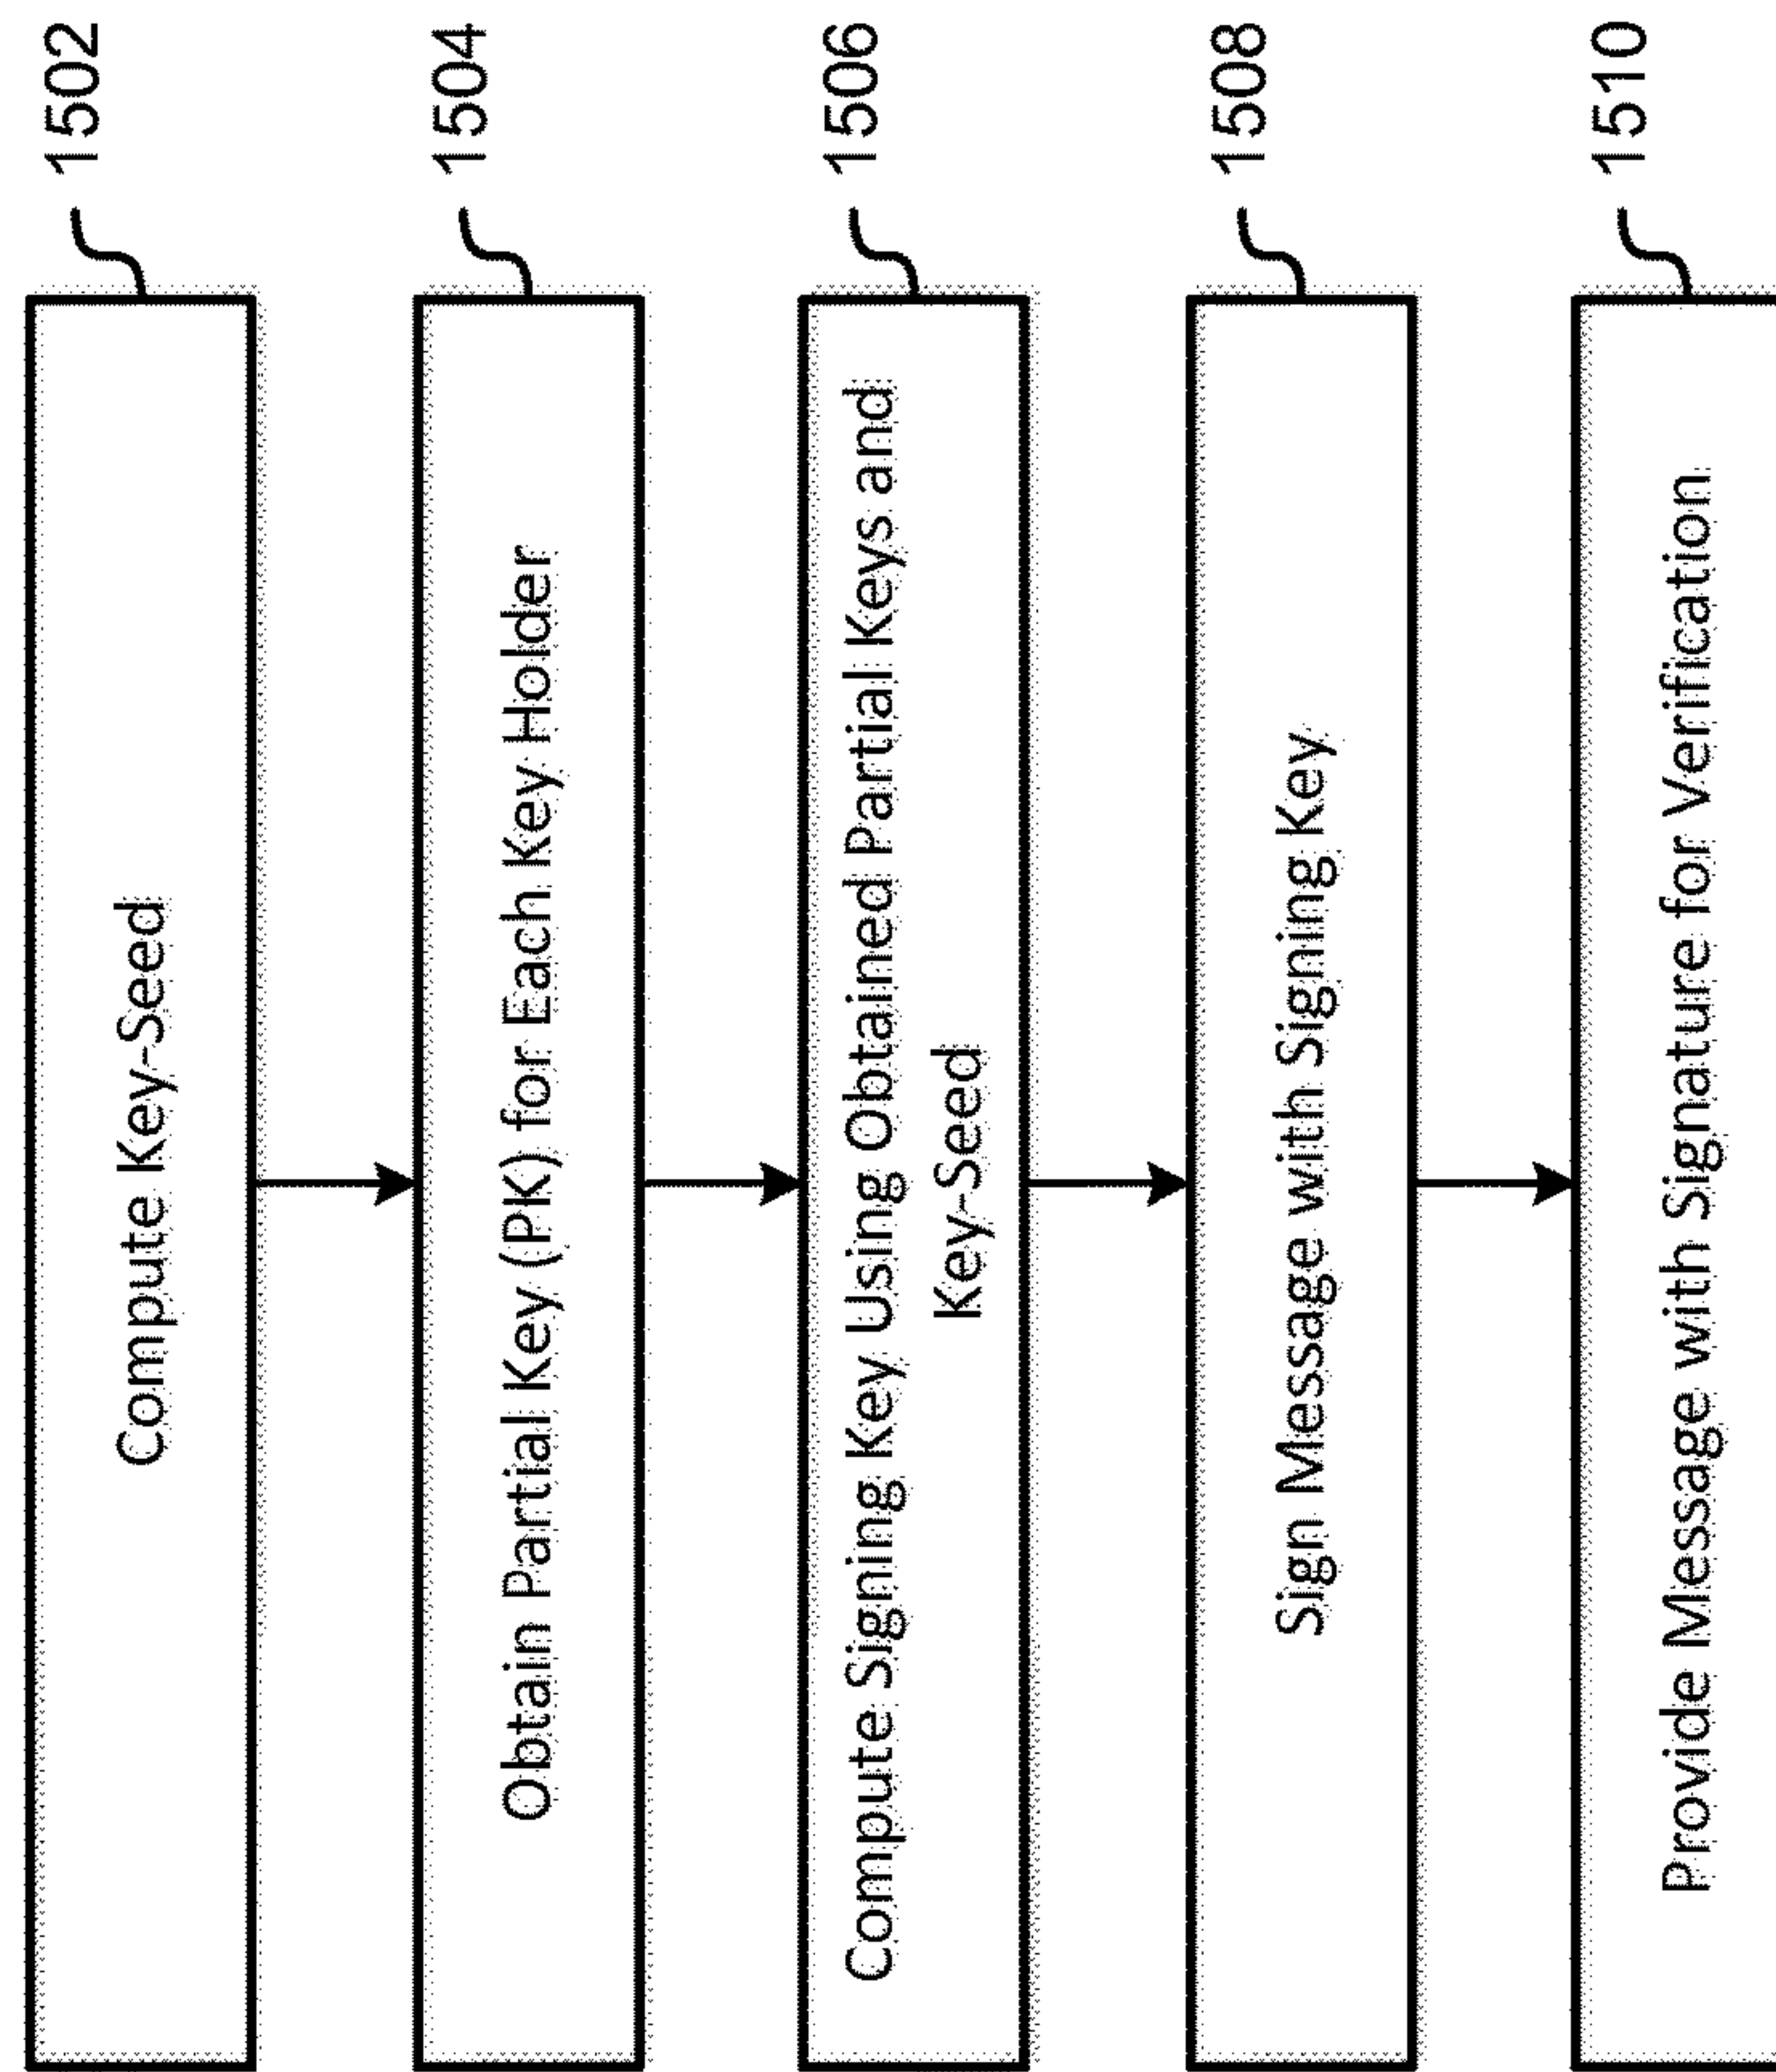 Compute Key-Seed
1502
Obtain Partial Key (PK) for Each Key Holder
1504
Compute Signing Key Using Obtained Partial Keys and
Key-Seed
1506
Sign Message with Signing Key
1508
Provide Message with Signature for Verification
1510